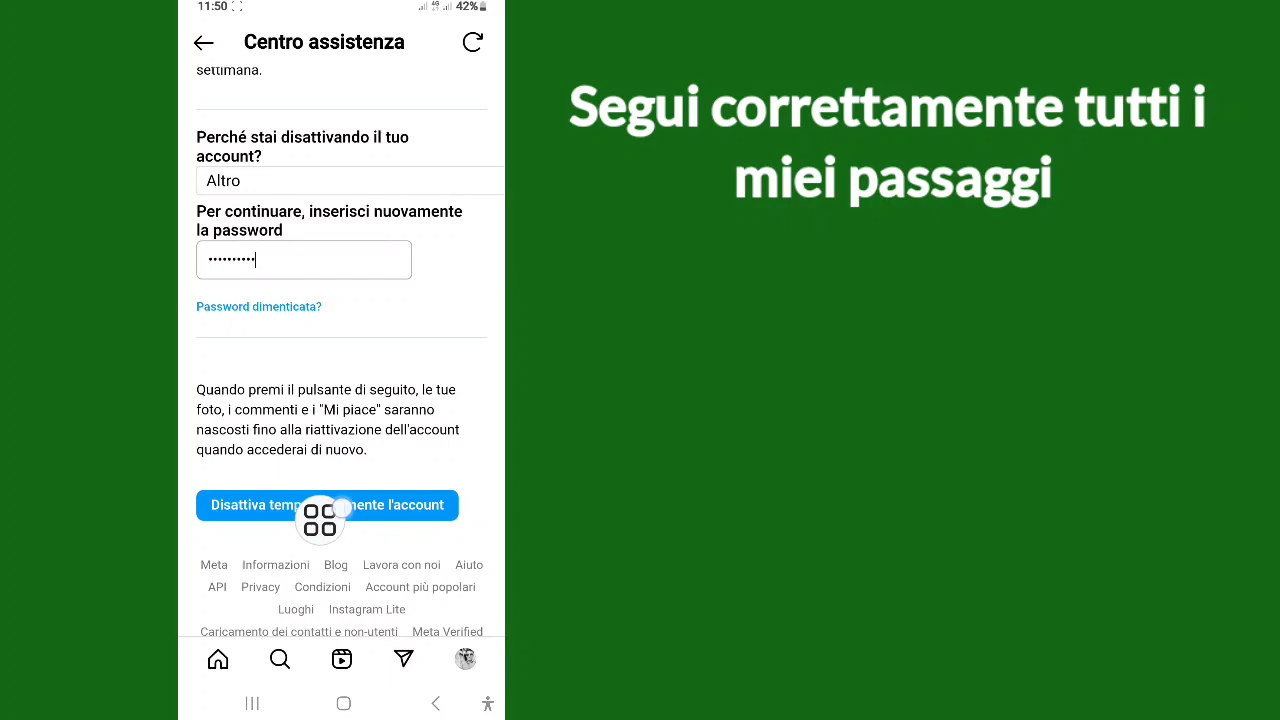 11:50
4G
42%
Centro assistenza
settimana.
Perché stai disattivando il tuo
account?
Altro
Per continuare, inserisci nuovamente
la password
••••••••••
Password dimenticata?
Quando premi il pulsante di seguito, le tue
foto, i commenti e i "Mi piace" saranno
nascosti fino alla riattivazione dell'account
quando accederai di nuovo.
Disattiva l'account
Meta Informazioni Blog Lavora con noi Aiuto
API Privacy Condizioni Account più popolari
Luoghi Instagram Lite
Caricamento dei contatti e non-utenti Meta Verified
Segui correttamente tutti i
miei passaggi